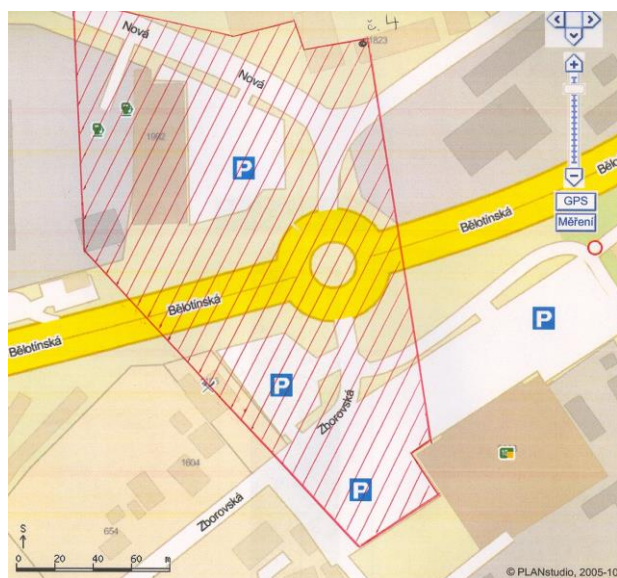 č. 4
1823
Nová
Nová
1992
P
GPS
Měření
Bělotínská
Bělo
Bělotínská
Bělotínská
P
P
Zborovská
P
1604
Zborovská
654
S
0 20 40 60 m
© PLANstudio, 2005-10